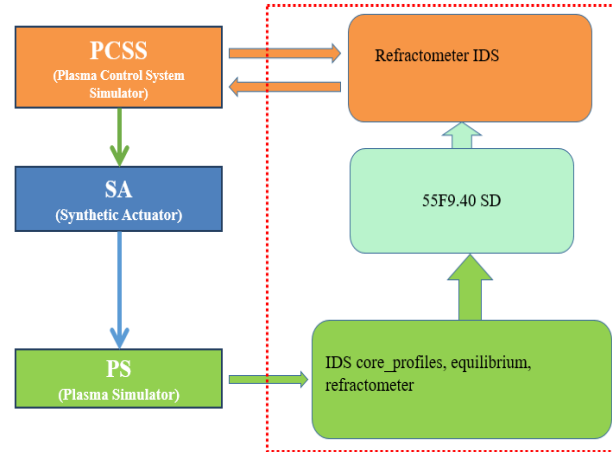 PCSS
(Plasma Control System
Simulator)
Refractometer IDS
SA
(Synthetic Actuator)
55F9.40 SD
PS
(Plasma Simulator)
IDS core_profiles, equilibrium,
refractometer